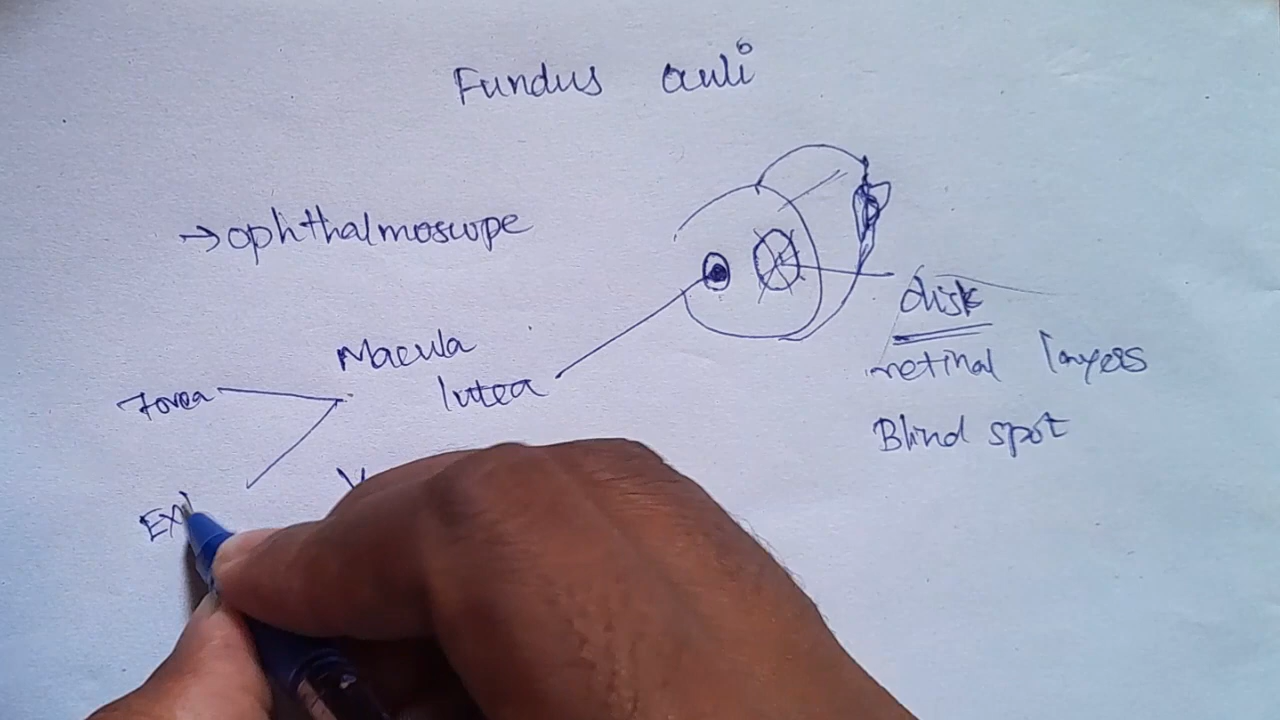 Fundus ouli
→ophthalmoscope
Macula
lutea
Fovea
disk
retinal layers
Blind spot